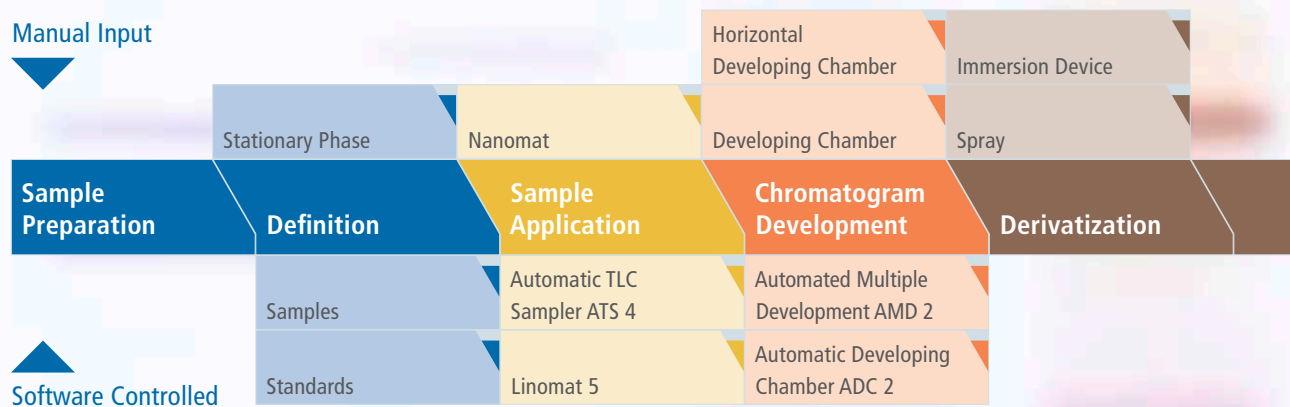 Manual Input
Horizontal
Developing Chamber
Immersion Device
Stationary Phase
Nanomat
Developing Chamber
Spray
Sample
Preparation
Definition
Sample
Application
Chromatogram
Development
Derivatization
Samples
Automatic TLC
Sampler ATS 4
Automated Multiple
Development AMD 2
Standards
Linomat 5
Automatic Developing
Chamber ADC 2
Software Controlled